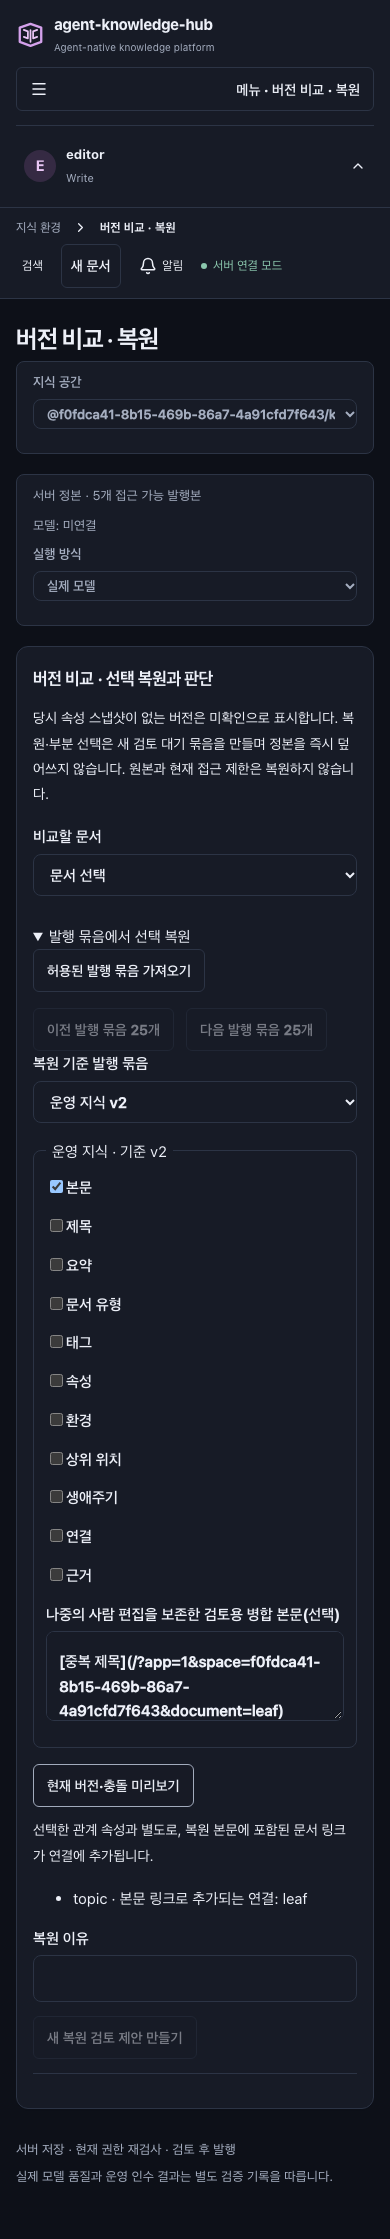 agent-knowledge-hub
Agent-native knowledge platform
메뉴 · 버전 비교 · 복원
E
editor
Write
지식 환경
버전 비교 · 복원
검색
새 문서
알림
서버 연결 모드
버전 비교 · 복원
지식 공간
@f0fdca41-8b15-469b-86a7-4a91cfd7f643/k
서버 정본 · 5개 접근 가능 발행본
모델: 미연결
실행 방식
실제 모델
버전 비교 · 선택 복원과 판단
당시 속성 스냅샷이 없는 버전은 미확인으로 표시합니다. 복
원·부분 선택은 새 검토 대기 묶음을 만들며 정본을 즉시 덮
어쓰지 않습니다. 원본과 현재 접근 제한은 복원하지 않습니
다.
비교할 문서
문서 선택
▼ 발행 묶음에서 선택 복원
허용된 발행 묶음 가져오기
이전 발행 묶음 25개
다음 발행 묶음 25개
복원 기준 발행 묶음
운영 지식 v2
운영 지식 · 기준 v2
본문
제목
요약
문서 유형
태그
속성
환경
상위 위치
생애주기
연결
근거
나중의 사람 편집을 보존한 검토용 병합 본문(선택)
[중복 제목](/?app=1&space=f0fdca41-
8b15-469b-86a7-
4a91cfd7f643&document=leaf)
현재 버전·충돌 미리보기
선택한 관계 속성과 별도로, 복원 본문에 포함된 문서 링크
가 연결에 추가됩니다.
• topic · 본문 링크로 추가되는 연결: leaf
복원 이유
새 복원 검토 제안 만들기
서버 저장 · 현재 권한 재검사 · 검토 후 발행
실제 모델 품질과 운영 인수 결과는 별도 검증 기록을 따릅니다.